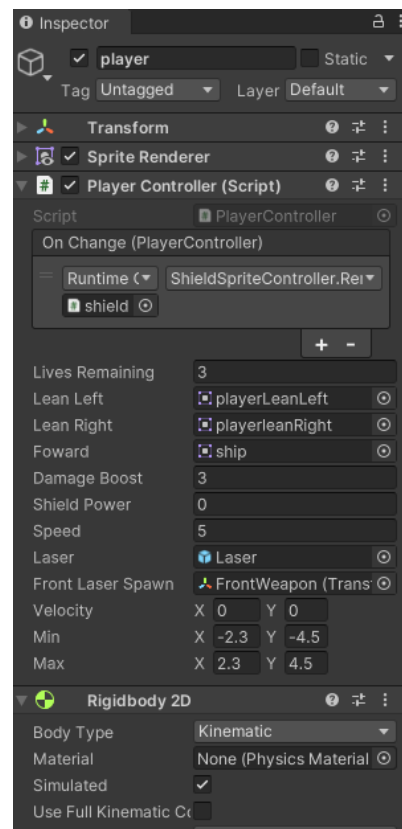 Inspector
player
Static
Tag Untagged Layer Default
Transform
Sprite Renderer
# Player Controller (Script)
Script PlayerController
On Change (PlayerController)
Runtime ShieldSpriteController.
shield
+ -
Lives Remaining 3
Lean Left playerLeanLeft
Lean Right playerleanRight
Foward ship
Damage Boost 3
Shield Power 0
Speed 5
Laser Laser
Front Laser Spawn FrontWeapon (Trans
Velocity X 0 Y 0
Min X -2.3 Y -4.5
Max X 2.3 Y 4.5
Rigidbody 2D
Body Type Kinematic
Material None (Physics Material
Simulated
Use Full Kinematic Co